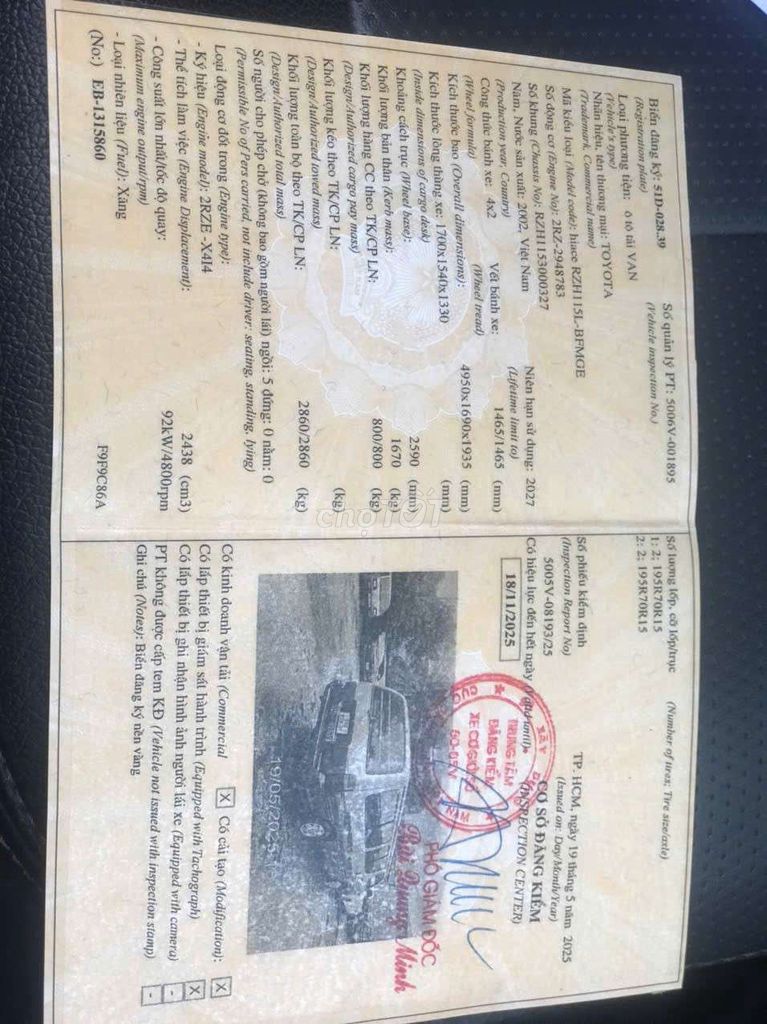 Biển đăng ký: 51D-028.39
(Registration plate)
Số quản lý PT: 5006V-001895
(Vehicle inspection No.)
Loại phương tiện: ô tô tải VAN
(Vehicle's type)
Nhãn hiệu, tên thương mại: TOYOTA
(Trademark, Commercial name)
Mã kiểu loại (Model code): hiace RZH115L-BFMGE
Số động cơ (Engine No): 2RZ-2948783
Số khung (Chassis No): RZH1153000327
Năm, Nước sản xuất: 2002, Việt Nam
(Production year, Country)
Niên hạn sử dụng: 2027
(Lifetime limit to)
Công thức bánh xe: 4x2
(Wheel formula)
Vết bánh xe: 1465/1465 (mm)
(Wheel tread)
Kích thước bao (Overall dimensions): 4950x1690x1935 (mm)
Kích thước lòng thùng xe: 1700x1540x1330
(Inside dimensions of cargo desk)
Khoảng cách trục (Wheel base): 2590 (mm)
Khối lượng bản thân (Kerb mass): 1670 (kg)
Khối lượng hàng CC theo TK/CP LN: 800/800 (kg)
(Design/Authorized cargo pay mass)
Khối lượng kéo theo TK/CP LN: (kg)
(Design/Authorized towed mass)
Khối lượng toàn bộ theo TK/CP LN: 2860/2860 (kg)
(Design/Authorized total mass)
Số người cho phép chở (không bao gồm người lái) ngồi: 5 đứng: 0 nằm: 0
(Permissible No of Pers carried, not include driver: seating, standing, lying)
Loại động cơ đốt trong (Engine type):
- Ký hiệu (Engine model): 2RZE -X414
- Thể tích làm việc (Engine Displacement): 2438 (cm3)
- Công suất lớn nhất/tốc độ quay: 92kW/4800rpm
(Maximum engine output/rpm)
- Loại nhiên liệu (Fuel): Xăng
(No:) EB-1315860
F9F9C86A
Số lượng lốp, cỡ lốp/trục (Number of tires; Tire size/axle)
1: 2; 195R70R15
2: 2; 195R70R15
Số phiếu kiểm định
(Inspection Report No)
5005V-08193/25
Có hiệu lực đến hết ngày (Valid until)
18/11/2025
TP. HCM, ngày 19 tháng 5 năm 2025
(Issued on: Day/Month/Year)
CƠ SỞ ĐĂNG KIỂM
(INSPECTION CENTER)
TRUNG TÂM
ĐĂNG KIỂM
XE CƠ GIỚI
50-05V
PHÓ GIÁM ĐỐC
Bùi Quang Minh
19/05/2025
Có kinh doanh vận tải (Commercial X Có cải tạo (Modification): X
Có lắp thiết bị giám sát hành trình (Equipped with Tachograph) X
Có lắp thiết bị ghi nhận hình ảnh người lái xe (Equipped with camera) -
PT không được cấp tem KĐ (Vehicle not issued with inspection stamp) -
Ghi chú (Notes): Biển đăng ký nền vàng
chợTỐT